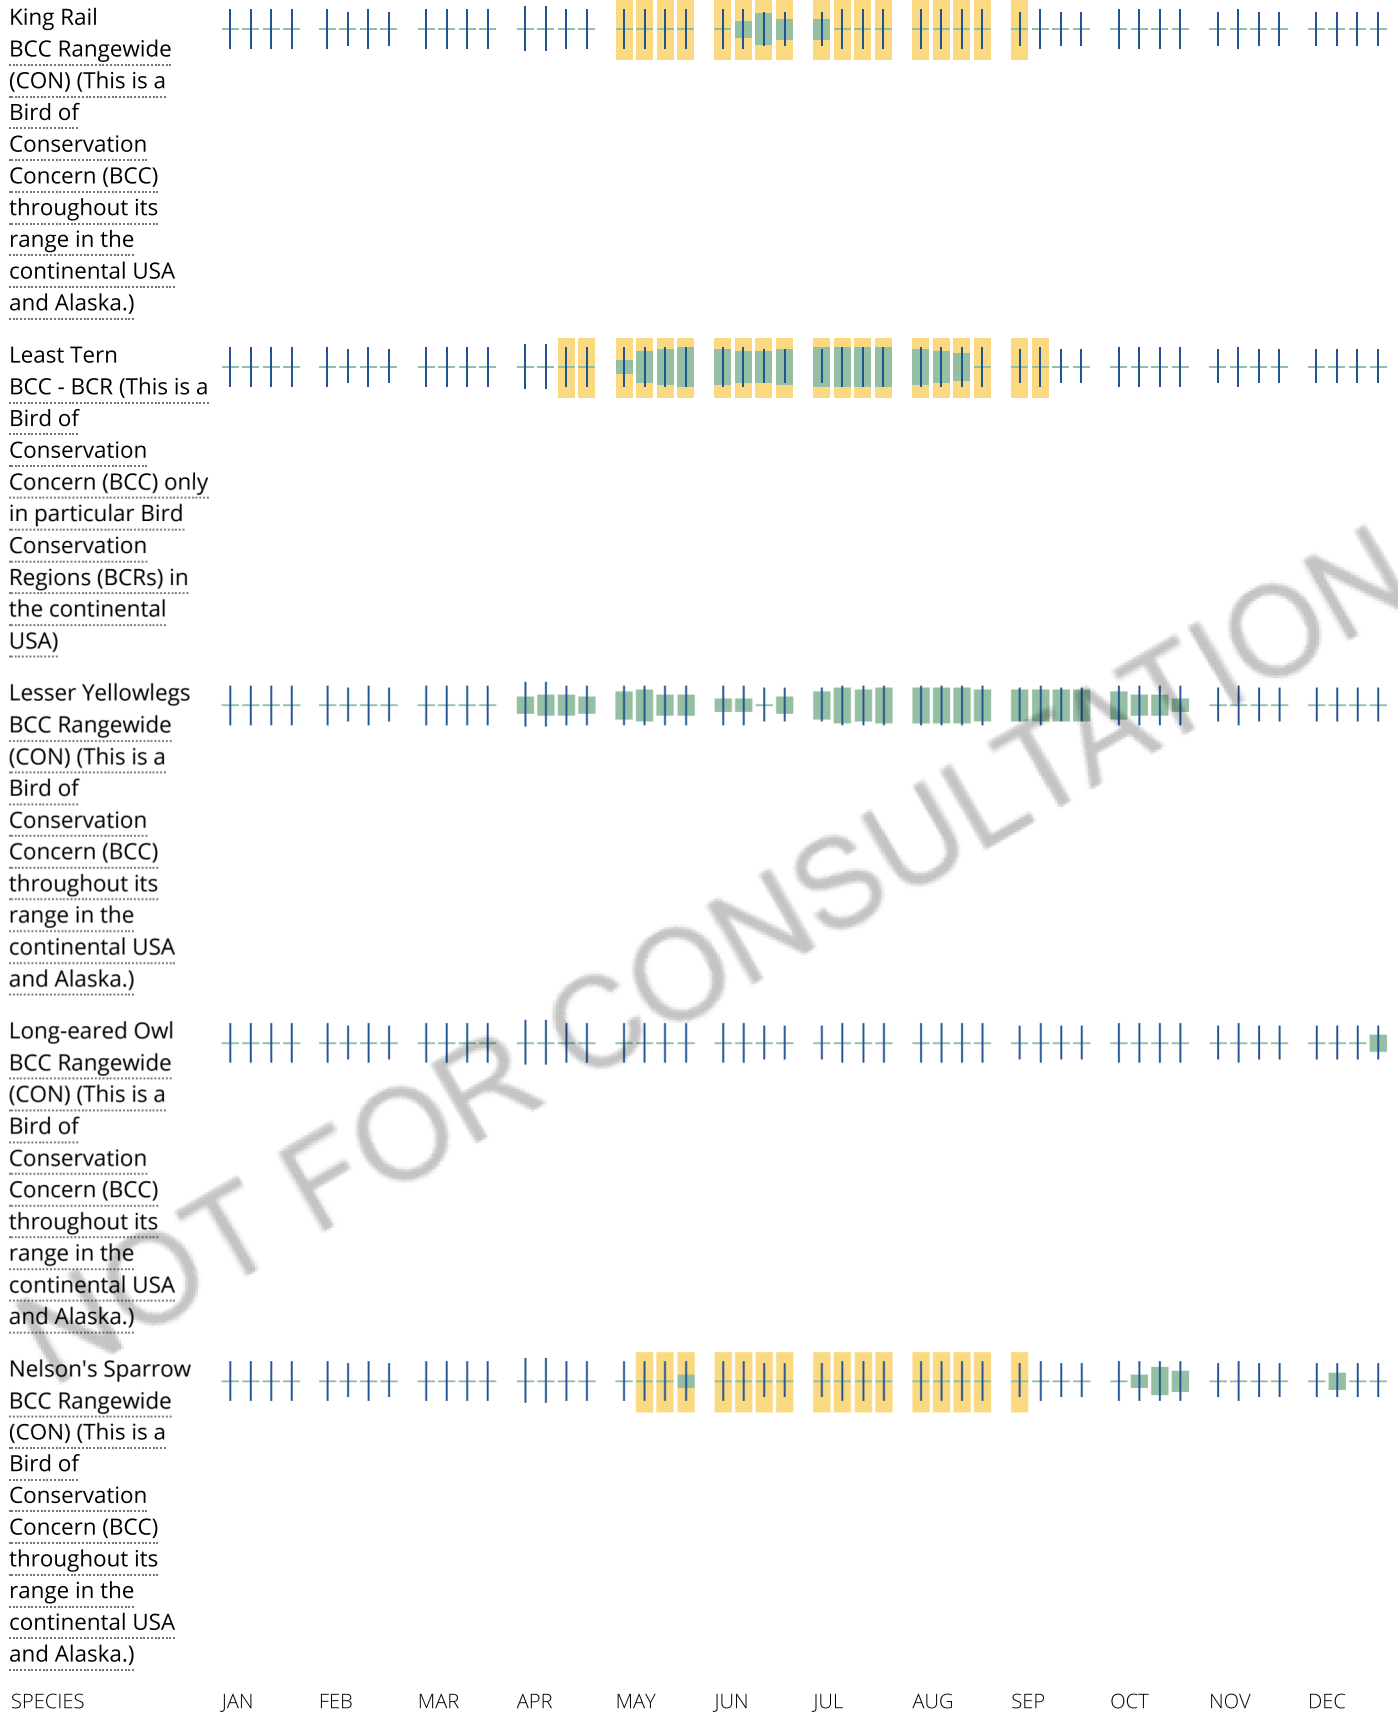 King Rail
BCC Rangewide
(CON) (This is a
Bird of
Conservation
Concern (BCC)
throughout its
range in the
continental USA
and Alaska.)
Least Tern
BCC - BCR (This is a
Bird of
Conservation
Concern (BCC) only
in particular Bird
Conservation
Regions (BCRs) in
the continental
USA)
Lesser Yellowlegs
BCC Rangewide
(CON) (This is a
Bird of
Conservation
Concern (BCC)
throughout its
range in the
continental USA
and Alaska.)
Long-eared Owl
BCC Rangewide
(CON) (This is a
Bird of
Conservation
Concern (BCC)
throughout its
range in the
continental USA
and Alaska.)
Nelson's Sparrow
BCC Rangewide
(CON) (This is a
Bird of
Conservation
Concern (BCC)
throughout its
range in the
continental USA
and Alaska.)
SPECIES JAN FEB MAR APR MAY JUN JUL AUG SEP OCT NOV DEC
NOT FOR CONSULTATION